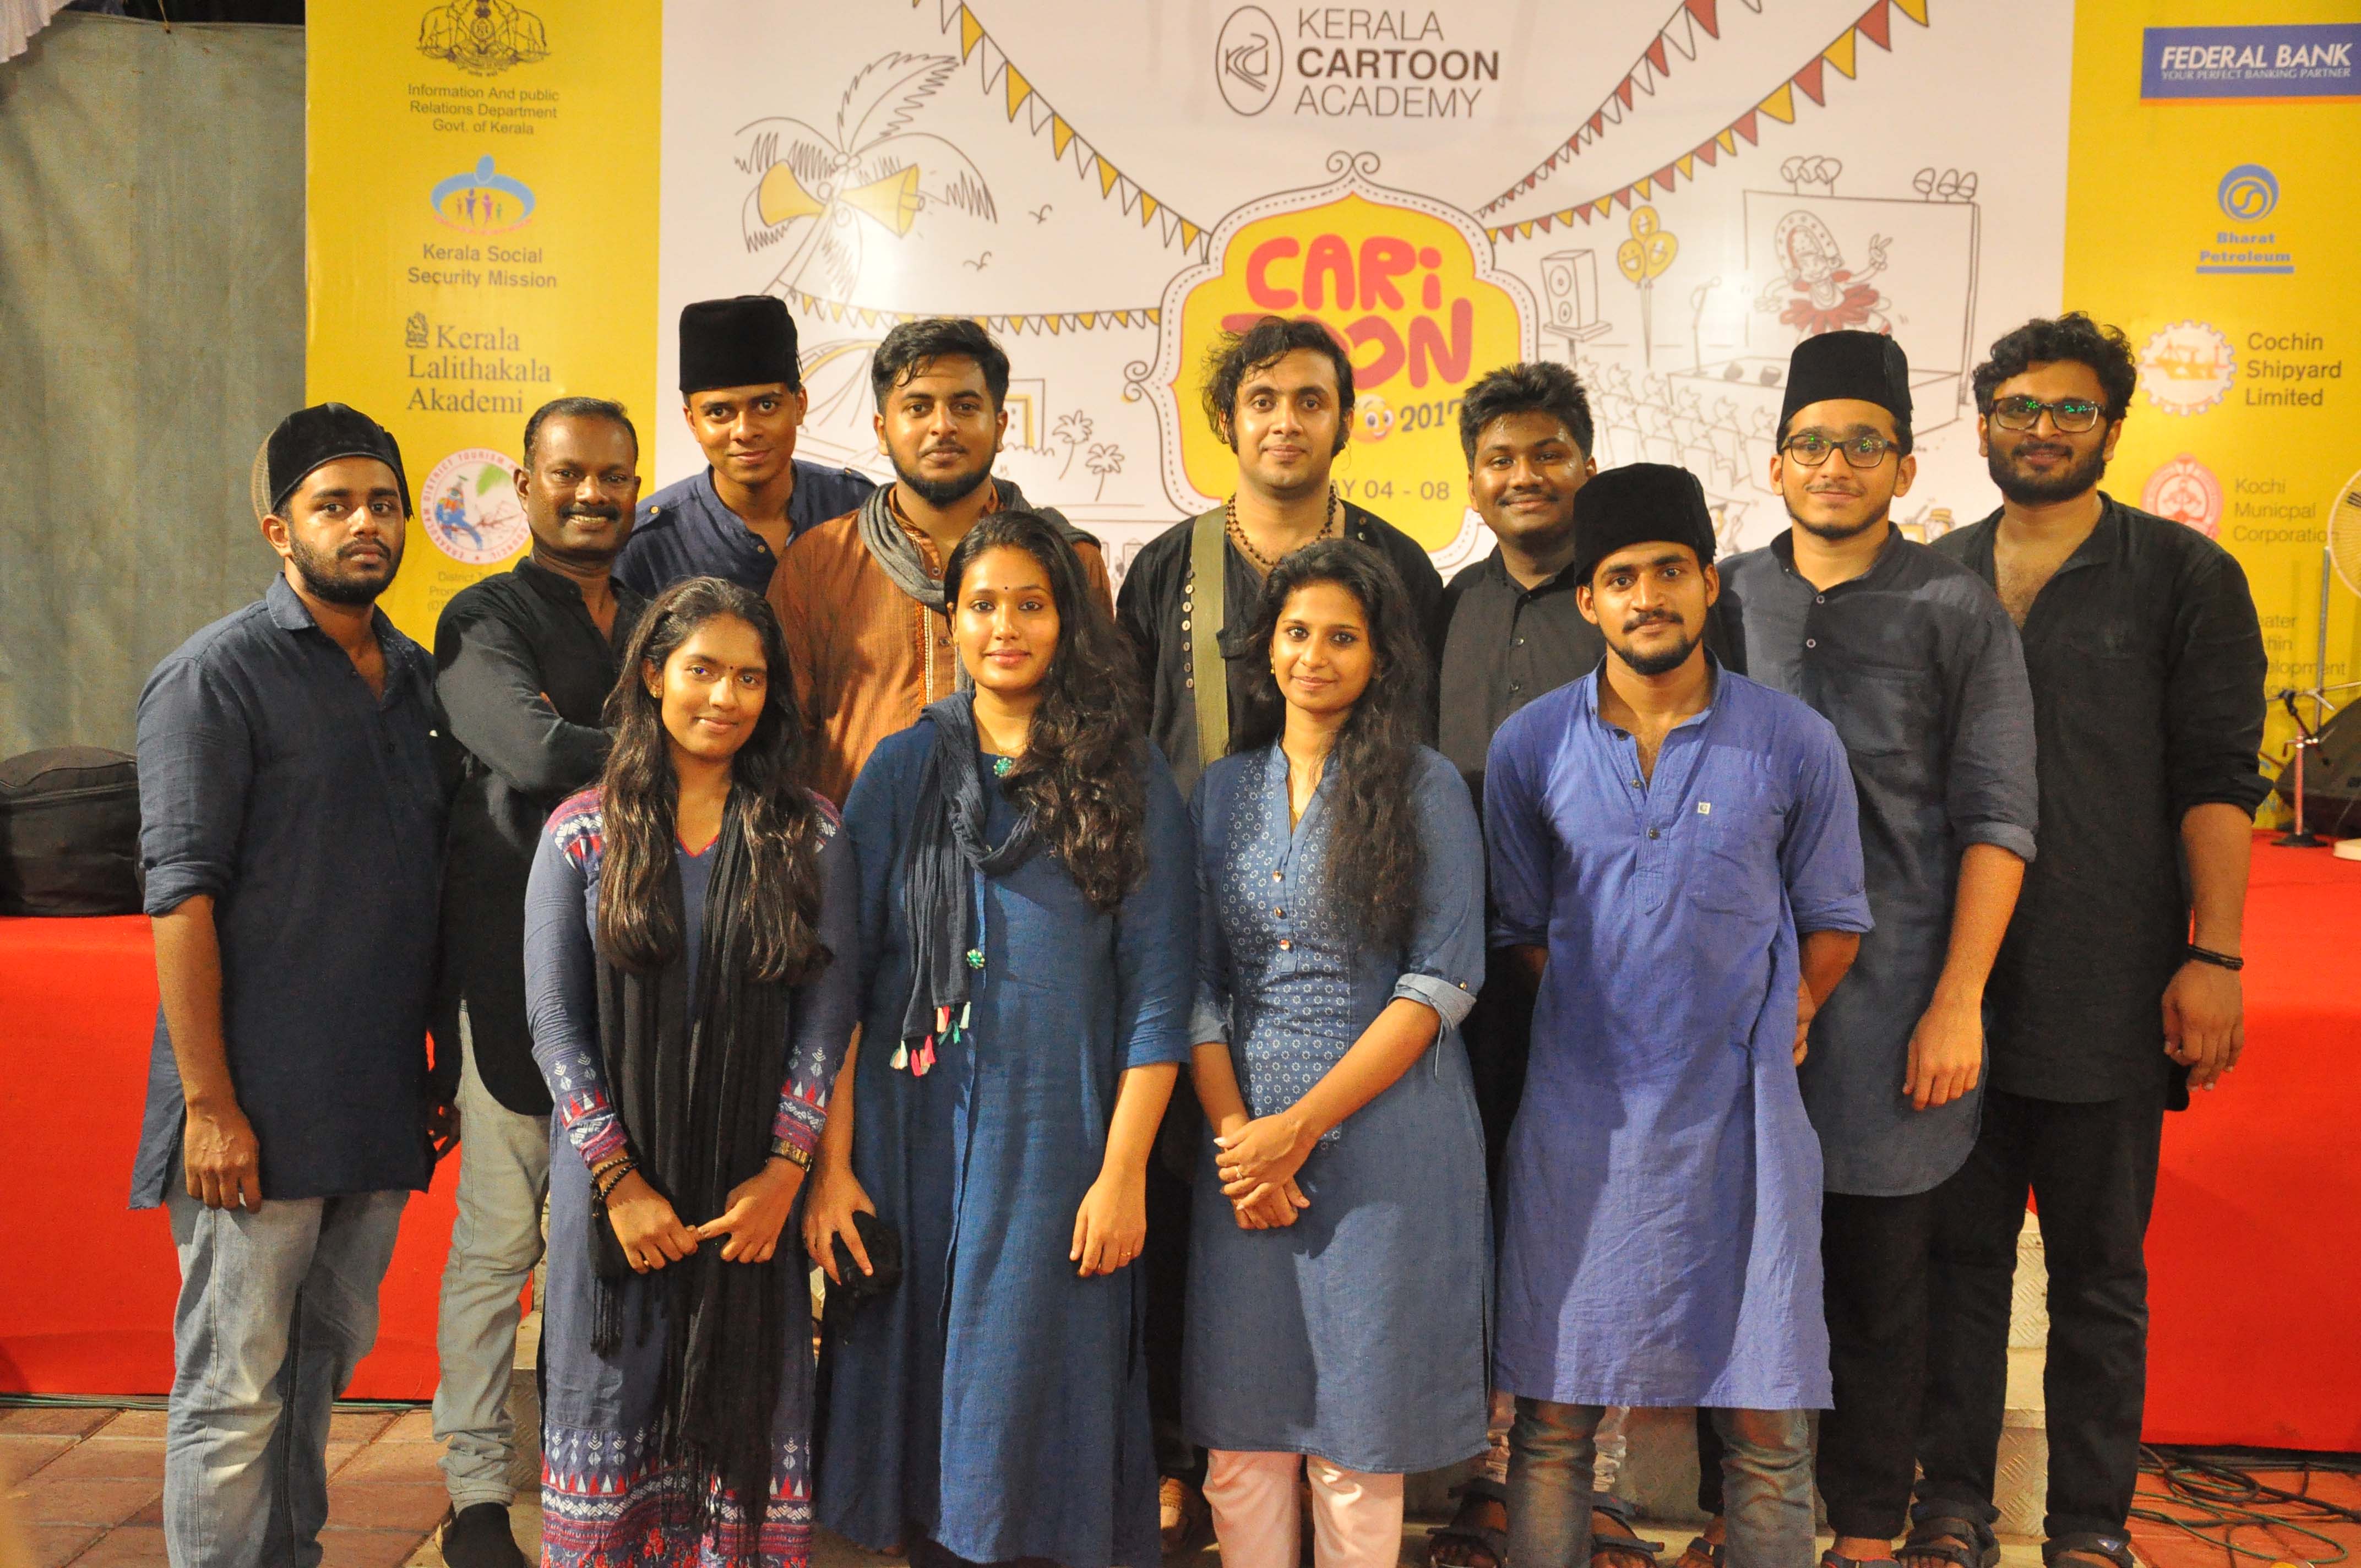 Information And public
Relations Department
Govt. of Kerala
Kerala Social
Security Mission
Kerala
Lalithakala
Akademi
KERALA
CARTOON
ACADEMY
CARi
TOON
2017
AY 04 - 08
FEDERAL BANK
YOUR PERFECT BANKING PARTNER
Bharat
Petroleum
Cochin
Shipyard
Limited
Kochi
Municpal
Corporation